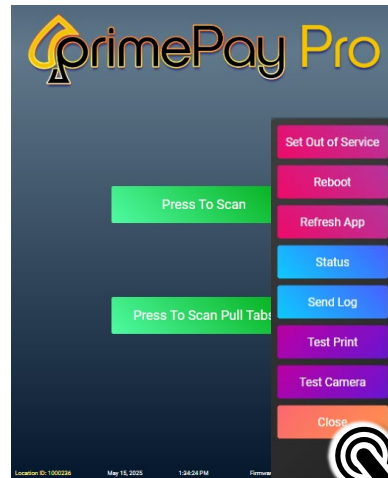 primePay Pro
Set Out of Service
Reboot
Press To Scan
Refresh App
Status
Send Log
Press To Scan Pull Tabs
Test Print
Test Camera
Close
Location ID: 1000236 May 15, 2025 1:34:24 PM Firmwar